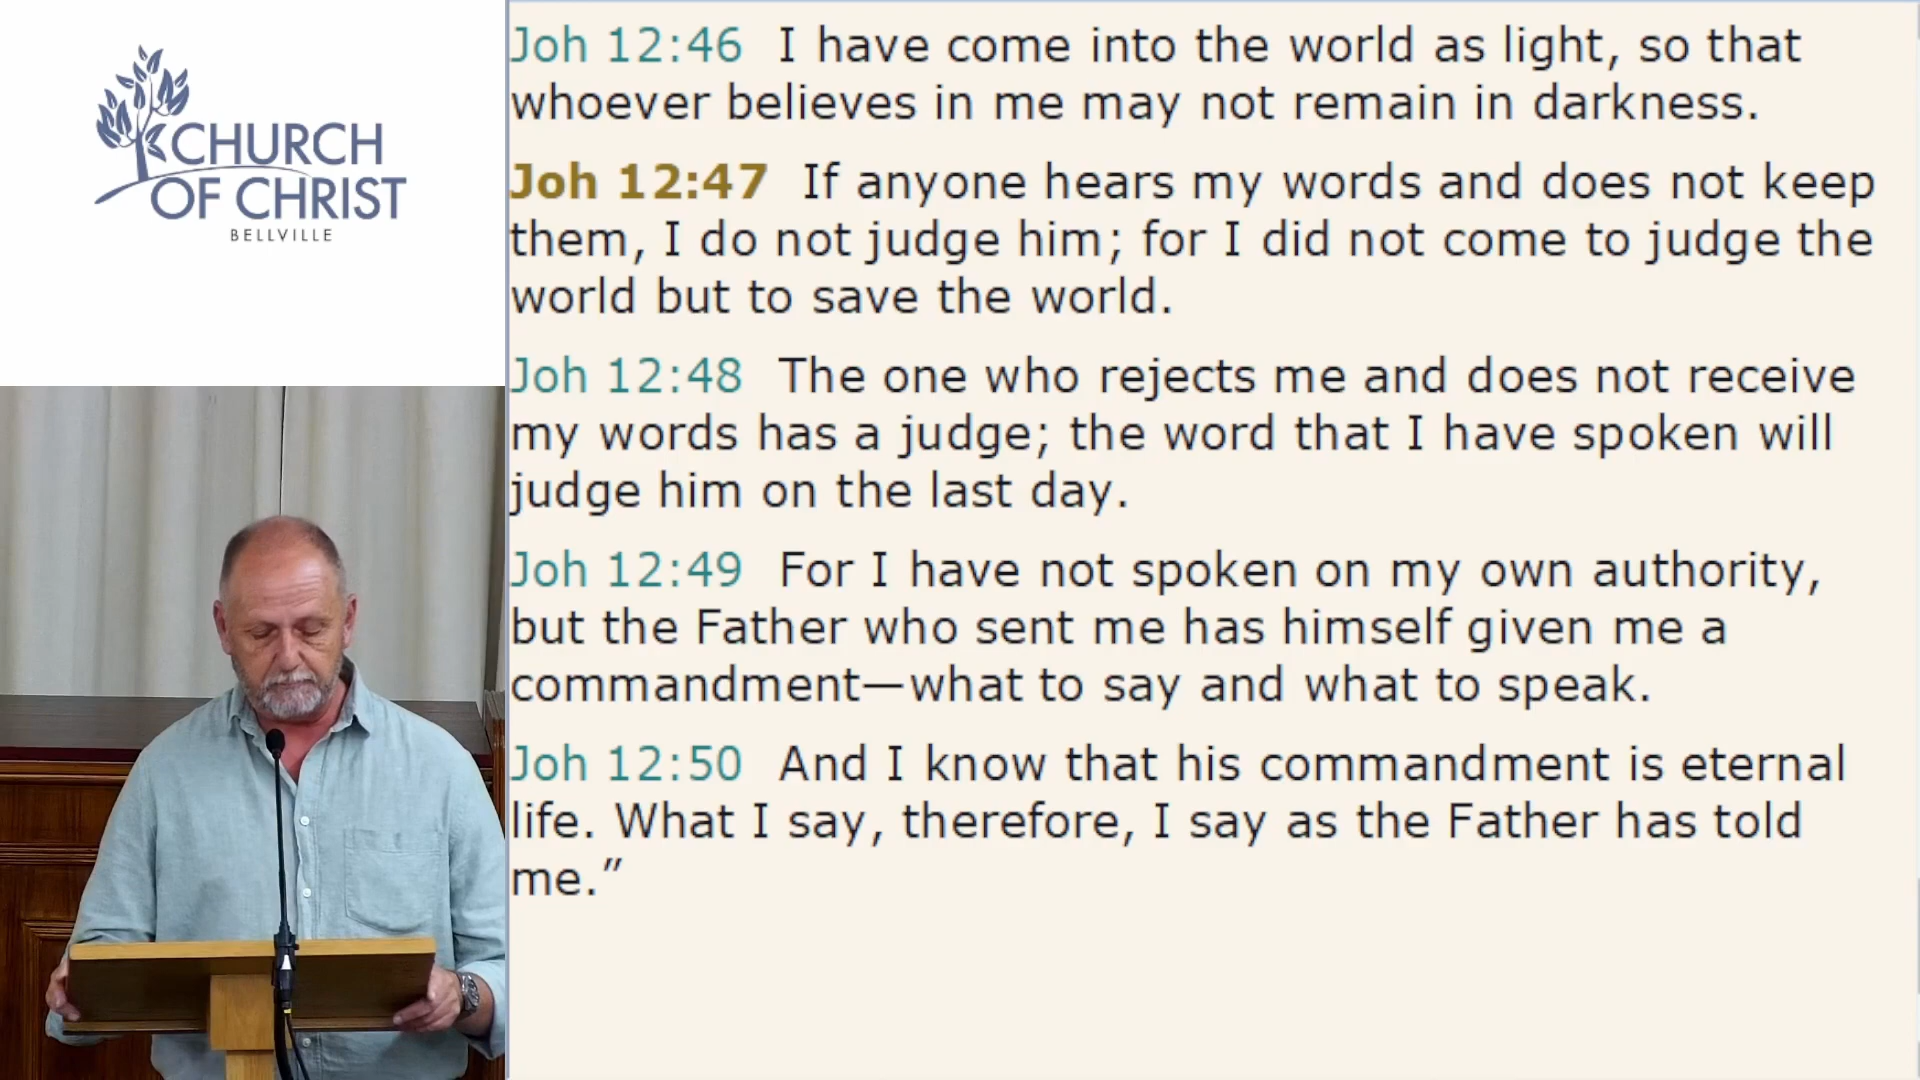 CHURCH
OF CHRIST
BELLVILLE
Joh 12:46 I have come into the world as light, so that
whoever believes in me may not remain in darkness.
Joh 12:47 If anyone hears my words and does not keep
them, I do not judge him; for I did not come to judge the
world but to save the world.
Joh 12:48 The one who rejects me and does not receive
my words has a judge; the word that I have spoken will
judge him on the last day.
Joh 12:49 For I have not spoken on my own authority,
but the Father who sent me has himself given me a
commandment—what to say and what to speak.
Joh 12:50 And I know that his commandment is eternal
life. What I say, therefore, I say as the Father has told
me.”